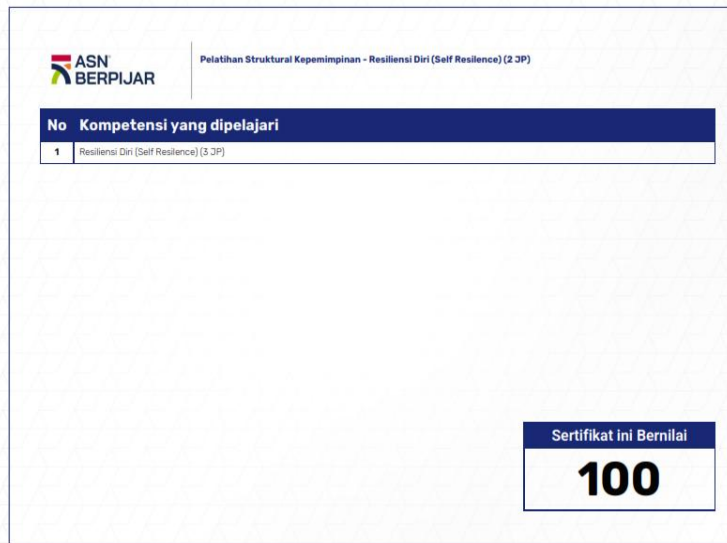 ASN
BERPIJAR
Pelatihan Struktural Kepemimpinan - Resiliensi Diri (Self Resilence) (2 JP)
No Kompetensi yang dipelajari
1 Resiliensi Diri (Self Resilence) (3 JP)
Sertifikat ini Bernilai
100